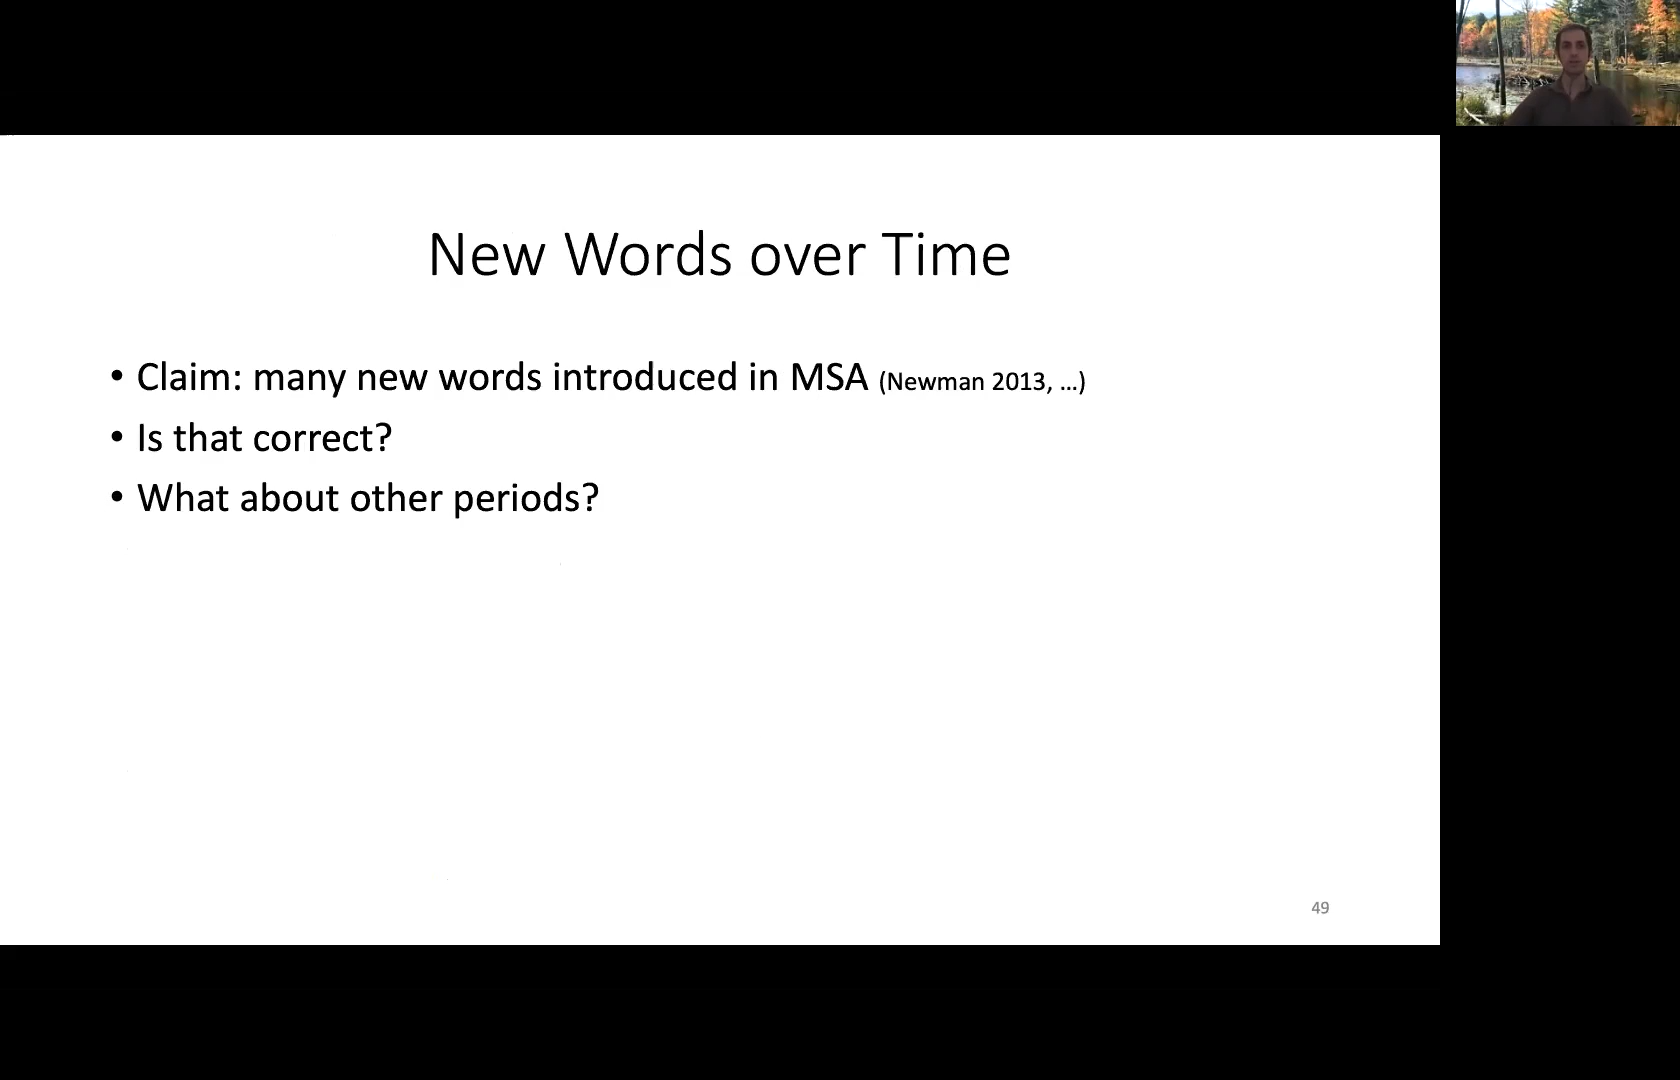 New Words over Time
• Claim: many new words introduced in MSA (Newman 2013, ...)
• Is that correct?
• What about other periods?
49